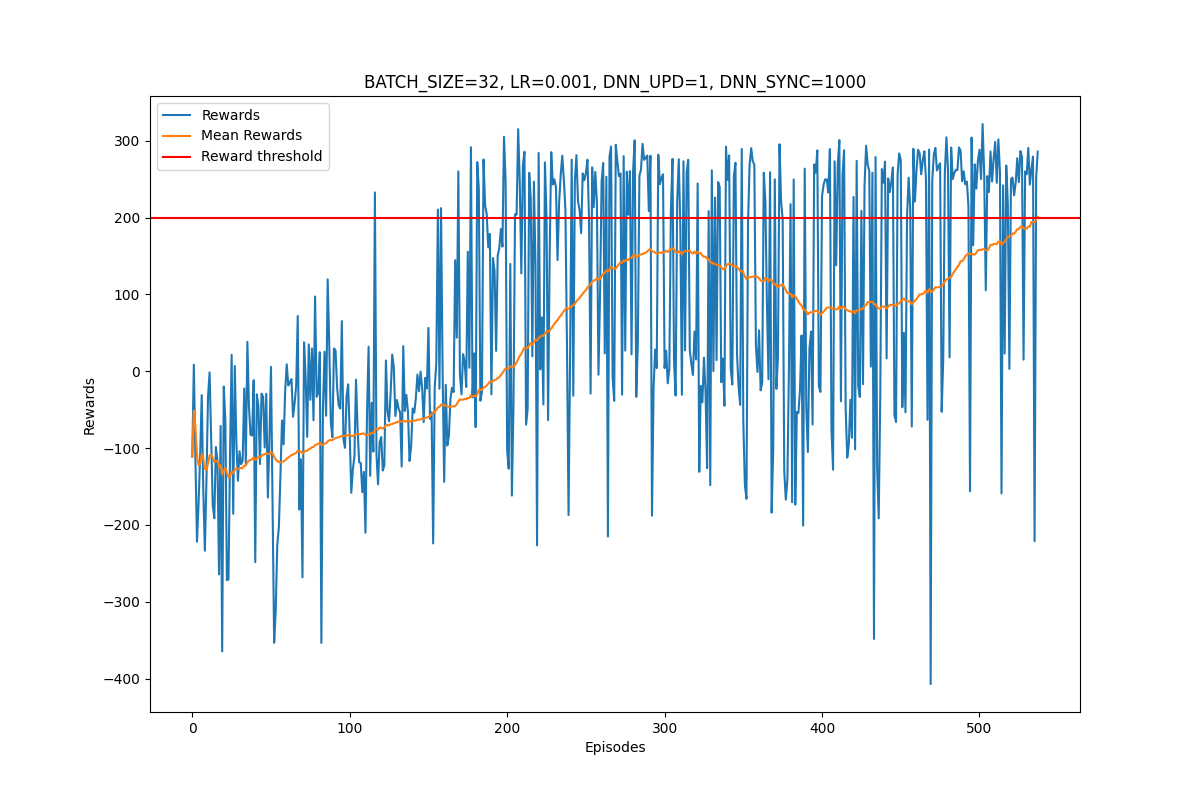 BATCH_SIZE=32, LR=0.001, DNN_UPD=1, DNN_SYNC=1000
Rewards
Mean Rewards
Reward threshold
300
200
100
0
−100
−200
−300
−400
Rewards
0 100 200 300 400 500
Episodes